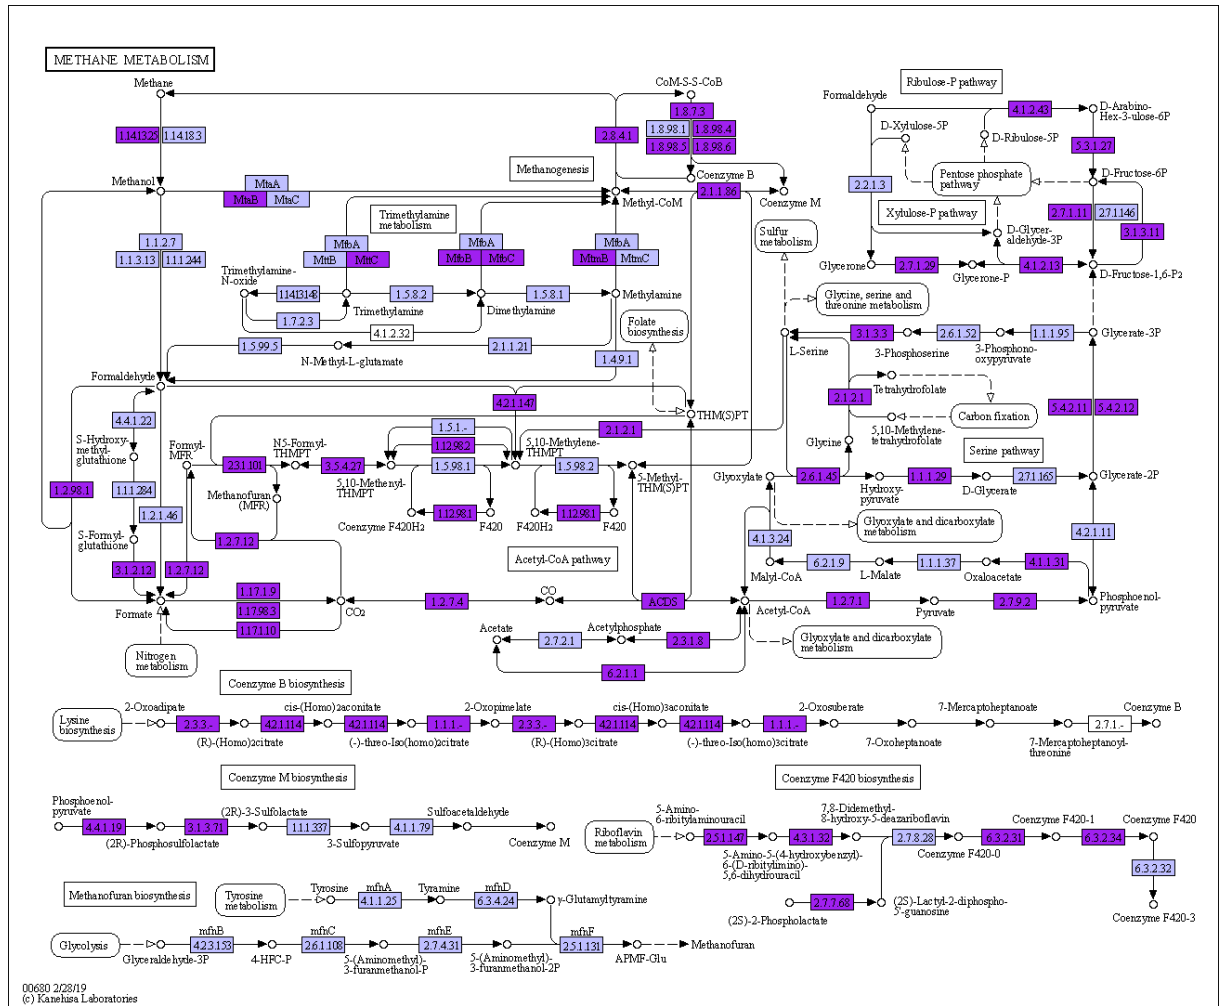 METHANE METABOLISM
Methane
CoM-S-S-CoB
Ribulose-P pathway
Formaldehyde
1.8.7.3
4.1.2.43
D-Arabino-
Hex-3-ulose-6P
1.14.13.25
1.14.18.3
2.8.4.1
1.8.98.1
1.8.98.4
1.8.98.5
1.8.98.6
D-Xylulose-5P
D-Ribulose-5P
5.3.1.27
Methanogenesis
Coenzyme B
Methanol
MtaA
MtaB
MtaC
Methyl-CoM
2.1.1.86
Coenzyme M
2.2.1.3
Pentose phosphate
pathway
D-Fructose-6P
Xylulose-P pathway
2.7.1.11
2.7.1.146
3.1.3.11
Trimethylamine
metabolism
Sulfur
metabolism
D-Glycer-
aldehyde-3P
1.1.2.7
1.1.3.13
1.1.1.244
MfbA
MttB
MttC
MfbA
MfbB
MfbC
MfbA
MtmB
MtmC
Glycerone
2.7.1.29
Glycerone-P
4.1.2.13
D-Fructose-1,6-P2
Trimethylamine-
N-oxide
1.14.13.148
Trimethylamine
1.5.8.2
Dimethylamine
1.5.8.1
Methylamine
Glycine, serine and
threonine metabolism
1.7.2.3
4.1.2.32
Folate
biosynthesis
1.5.99.5
N-Methyl-L-glutamate
2.1.1.21
1.4.9.1
L-Serine
3.1.3.3
3-Phosphoserine
2.6.1.52
3-Phosphono-
oxypyruvate
1.1.1.95
Glycerate-3P
Formaldehyde
4.2.1.147
THM(S)PT
2.1.2.1
Tetrahydrofolate
Carbon fixation
5,10-Methylene-
tetrahydrofolate
5.4.2.11
5.4.2.12
4.4.1.22
S-Hydroxy-
methyl-
glutathione
Formyl-
MFR
N5-Formyl-
THMPT
1.5.1.-
1.12.98.2
5,10-Methylene-
THMPT
2.1.2.1
Glycine
Serine pathway
2.3.1.101
3.5.4.27
1.5.98.1
1.5.98.2
5-Methyl-
THM(S)PT
5,10-Methenyl-
THMPT
Glyoxylate
2.6.1.45
Hydroxy-
pyruvate
1.1.1.29
D-Glycerate
2.7.1.165
Glycerate-2P
1.2.98.1
1.1.1.284
Methanofuran
(MFR)
Coenzyme F420H2
1.12.98.1
F420
F420H2
1.12.98.1
F420
1.2.1.46
S-Formyl-
glutathione
1.2.7.12
Glyoxylate and dicarboxylate
metabolism
4.2.1.11
4.1.3.24
Acetyl-CoA pathway
Malyl-CoA
6.2.1.9
L-Malate
1.1.1.37
Oxaloacetate
4.1.1.31
3.1.2.12
1.2.7.12
Formate
1.17.1.9
1.17.98.3
1.17.1.10
CO2
1.2.7.4
CO
ACDS
Acetyl-CoA
1.2.7.1
Pyruvate
2.7.9.2
Phosphoenol-
pyruvate
Nitrogen
metabolism
Acetate
2.7.2.1
Acetylphosphate
2.3.1.8
Glyoxylate and dicarboxylate
metabolism
6.2.1.1
Coenzyme B biosynthesis
Lysine
biosynthesis
2-Oxoadipate
2.3.3.-
(R)-(Homo)2citrate
4.2.1.114
cis-(Homo)2aconitate
4.2.1.114
(-)-threo-Iso(homo)2citrate
1.1.1.-
2-Oxopimelate
2.3.3.-
(R)-(Homo)3citrate
4.2.1.114
cis-(Homo)3aconitate
4.2.1.114
(-)-threo-Iso(homo)3citrate
1.1.1.-
2-Oxosuberate
7-Oxoheptanoate
7-Mercaptoheptanoate
7-Mercaptoheptanoyl-
threonine
2.7.1.-
Coenzyme B
Coenzyme M biosynthesis
Phosphoenol-
pyruvate
4.4.1.19
(2R)-Phosphosulfolactate
3.1.3.71
(2R)-3-Sulfolactate
1.1.1.337
3-Sulfopyruvate
4.1.1.79
Sulfoacetaldehyde
Coenzyme M
Coenzyme F420 biosynthesis
Riboflavin
metabolism
5-Amino-
6-ribitylaminouracil
2.5.1.147
5-Amino-5-(4-hydroxybenzyl)-
6-(D-ribitylimino)-
5,6-dihydrouracil
4.3.1.32
7,8-Didemethyl-
8-hydroxy-5-deazariboflavin
2.7.8.28
Coenzyme F420-0
6.3.2.31
Coenzyme F420-1
6.3.2.34
Coenzyme F420
6.3.2.32
Coenzyme F420-3
(2S)-2-Phospholactate
2.7.7.68
(2S)-Lactyl-2-diphospho-
5'-guanosine
Methanofuran biosynthesis
Tyrosine
metabolism
Tyrosine
mfnA
4.1.1.25
Tyramine
mfnD
6.3.4.24
γ-Glutamyltyramine
Glycolysis
Glyceraldehyde-3P
mfnB
4.2.3.153
4-HFC-P
mfnC
2.6.1.108
5-(Aminomethyl)-
3-furanmethanol-P
mfnE
2.7.4.31
5-(Aminomethyl)-
3-furanmethanol-2P
mfnF
2.5.1.131
APMF-Glu
Methanofuran
00680 2/28/19
(c) Kanehisa Laboratories